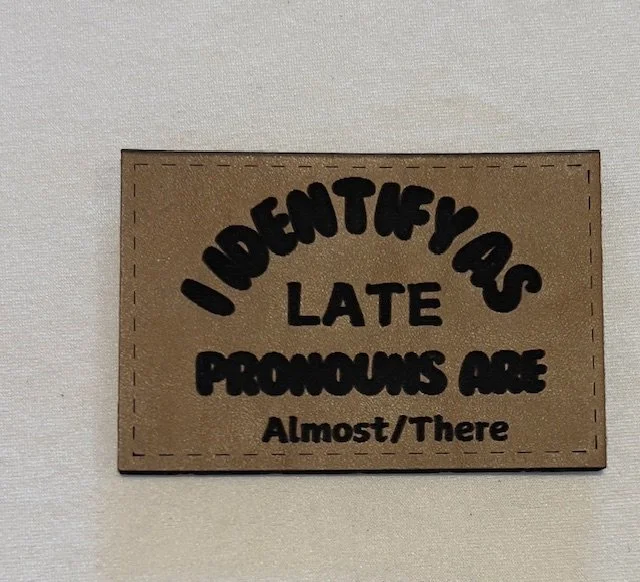 I IDENTIFY AS
LATE
PRONOUNS ARE
Almost/There